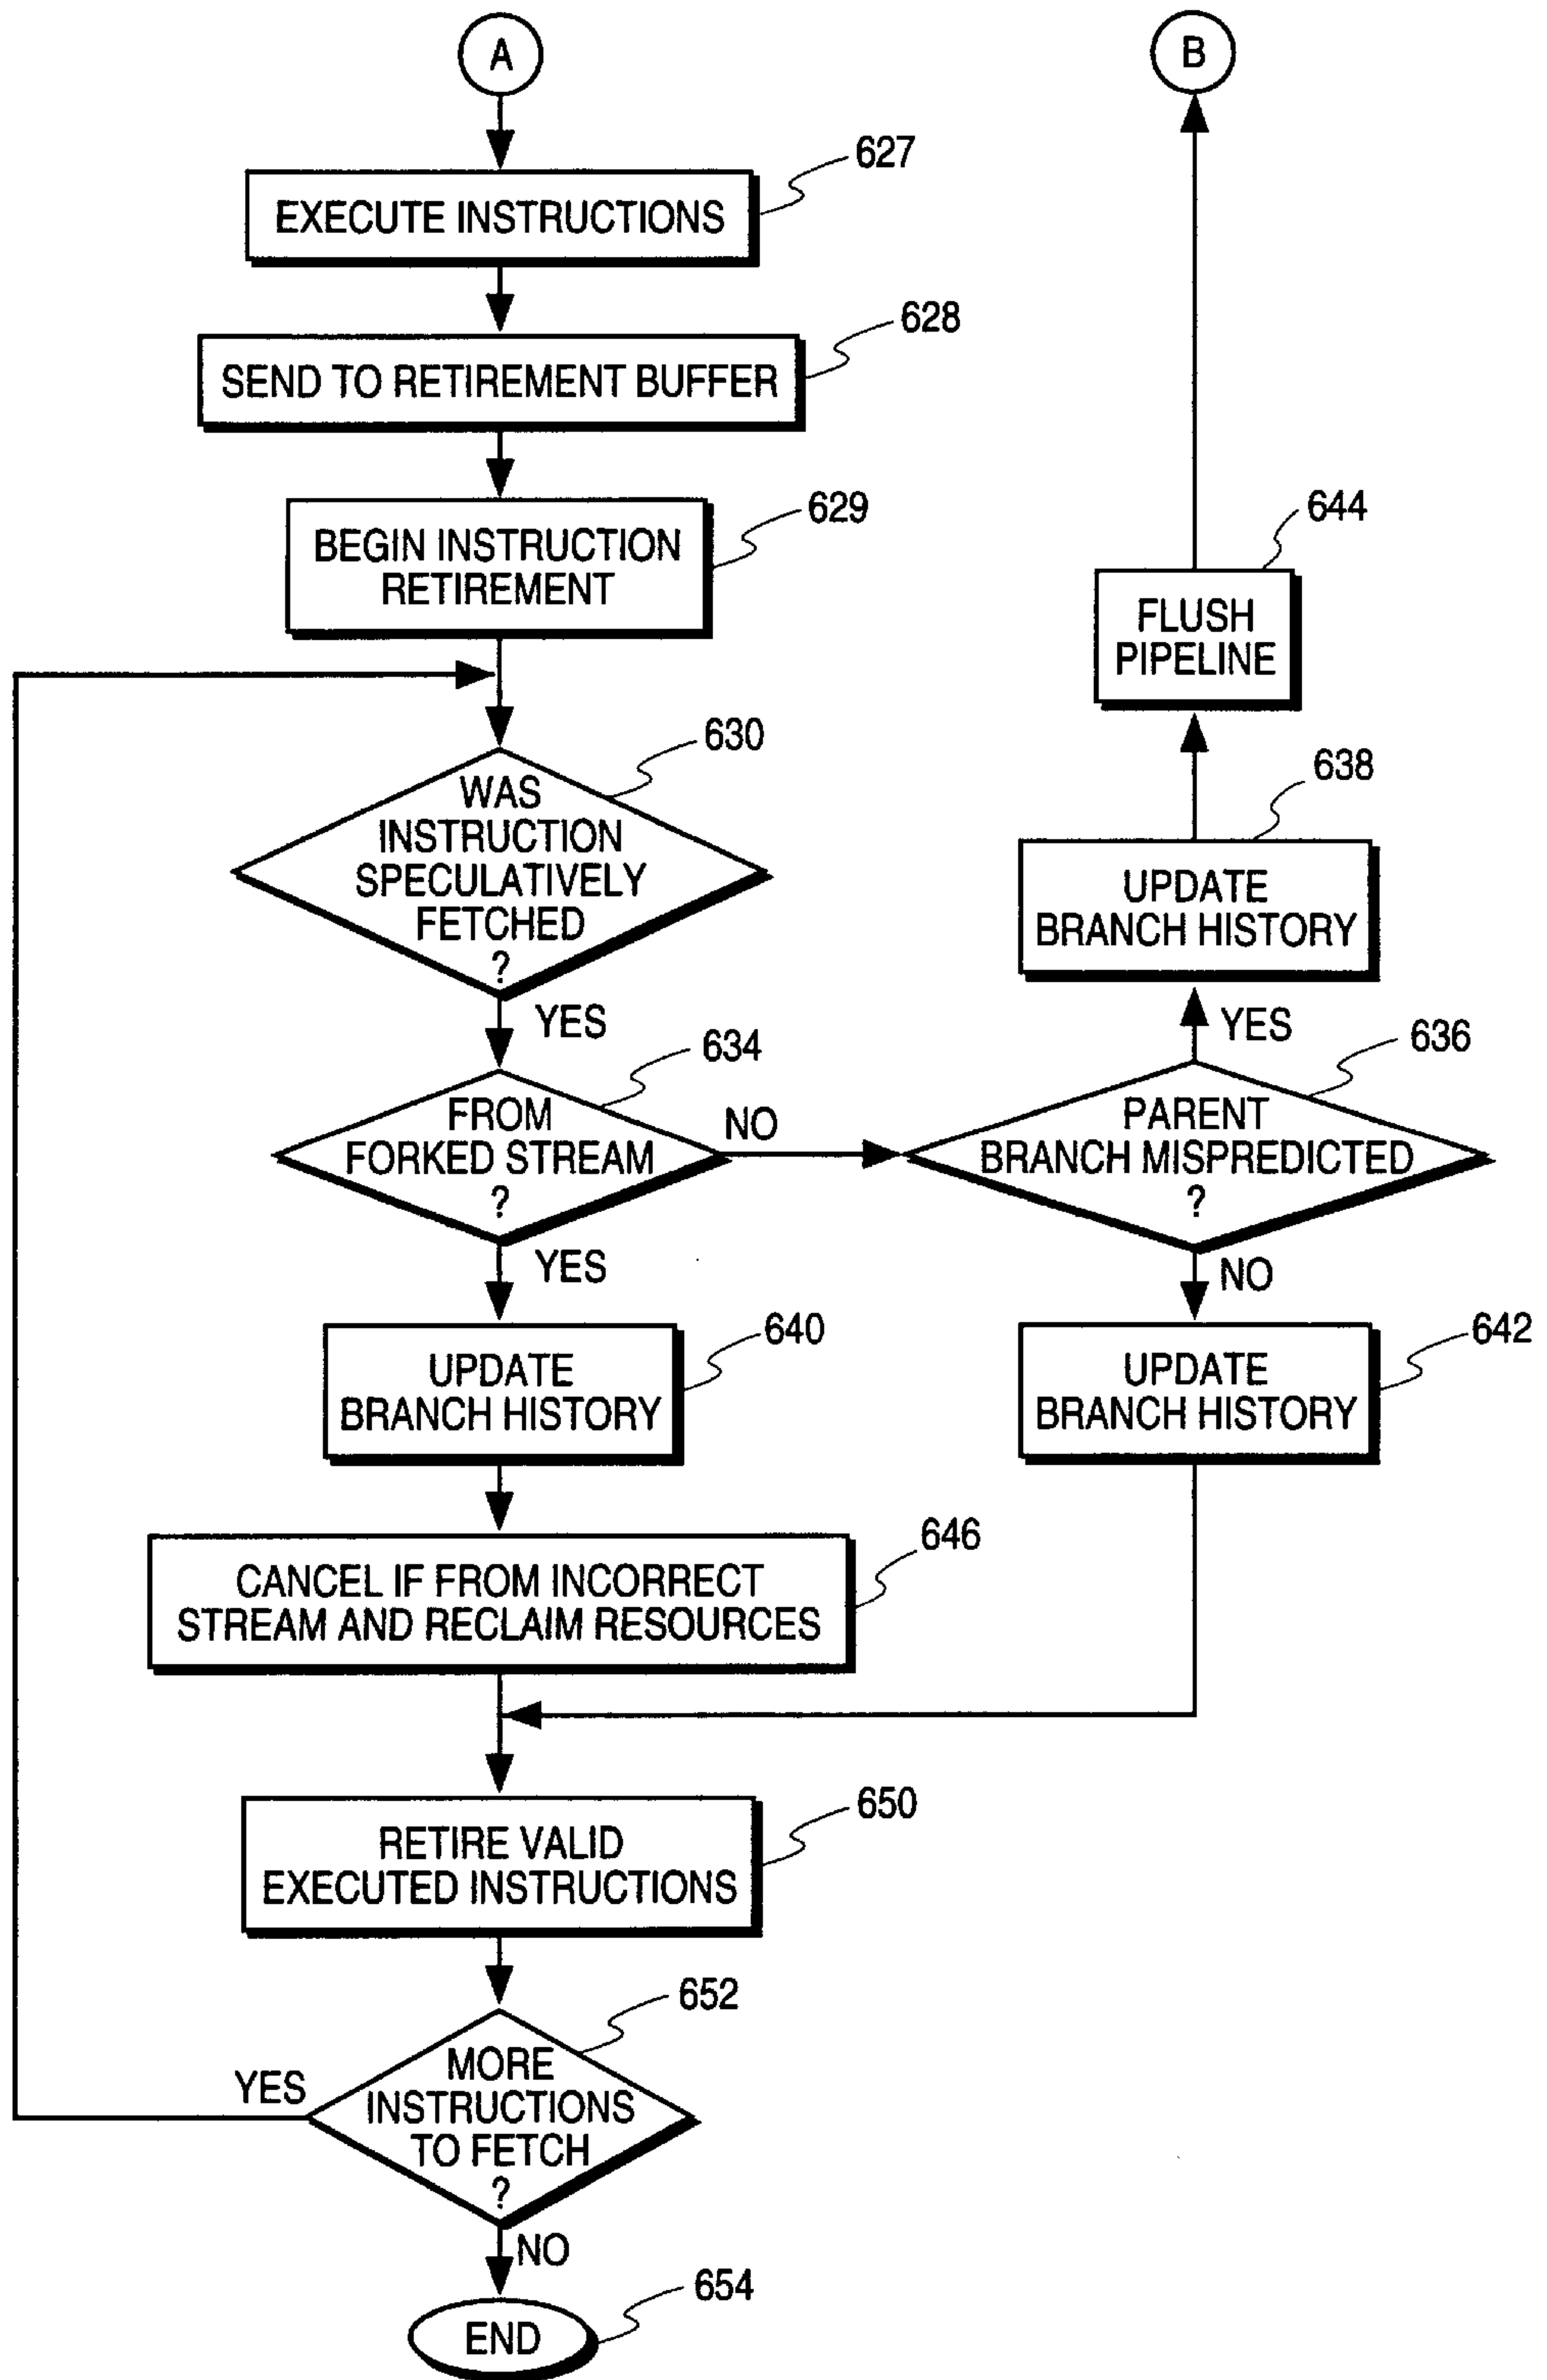 A
B
627
EXECUTE INSTRUCTIONS
628
SEND TO RETIREMENT BUFFER
629
BEGIN INSTRUCTION
RETIREMENT
644
FLUSH
PIPELINE
630
WAS
INSTRUCTION
SPECULATIVELY
FETCHED
?
YES
638
UPDATE
BRANCH HISTORY
YES
634
FROM
FORKED STREAM
?
NO
636
PARENT
BRANCH MISPREDICTED
?
YES
NO
640
UPDATE
BRANCH HISTORY
642
UPDATE
BRANCH HISTORY
646
CANCEL IF FROM INCORRECT
STREAM AND RECLAIM RESOURCES
650
RETIRE VALID
EXECUTED INSTRUCTIONS
652
MORE
INSTRUCTIONS
TO FETCH
?
YES
NO
654
END